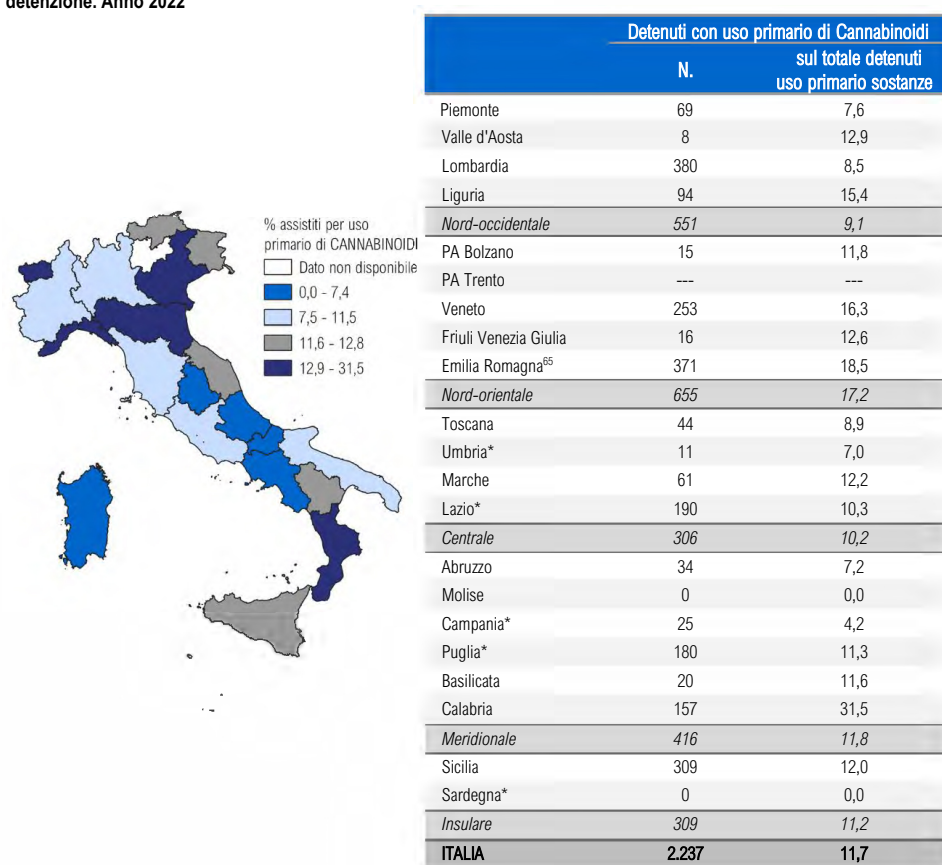 detenzione. Anno 2022
% assistiti per uso
primario di CANNABINOIDI
Dato non disponibile
0,0 - 7,4
7,5 - 11,5
11,6 - 12,8
12,9 - 31,5
Detenuti con uso primario di Cannabinoidi
N. sul totale detenuti uso primario sostanze
Piemonte 69 7,6
Valle d'Aosta 8 12,9
Lombardia 380 8,5
Liguria 94 15,4
Nord-occidentale 551 9,1
PA Bolzano 15 11,8
PA Trento --- ---
Veneto 253 16,3
Friuli Venezia Giulia 16 12,6
Emilia Romagna65 371 18,5
Nord-orientale 655 17,2
Toscana 44 8,9
Umbria* 11 7,0
Marche 61 12,2
Lazio* 190 10,3
Centrale 306 10,2
Abruzzo 34 7,2
Molise 0 0,0
Campania* 25 4,2
Puglia* 180 11,3
Basilicata 20 11,6
Calabria 157 31,5
Meridionale 416 11,8
Sicilia 309 12,0
Sardegna* 0 0,0
Insulare 309 11,2
ITALIA 2.237 11,7